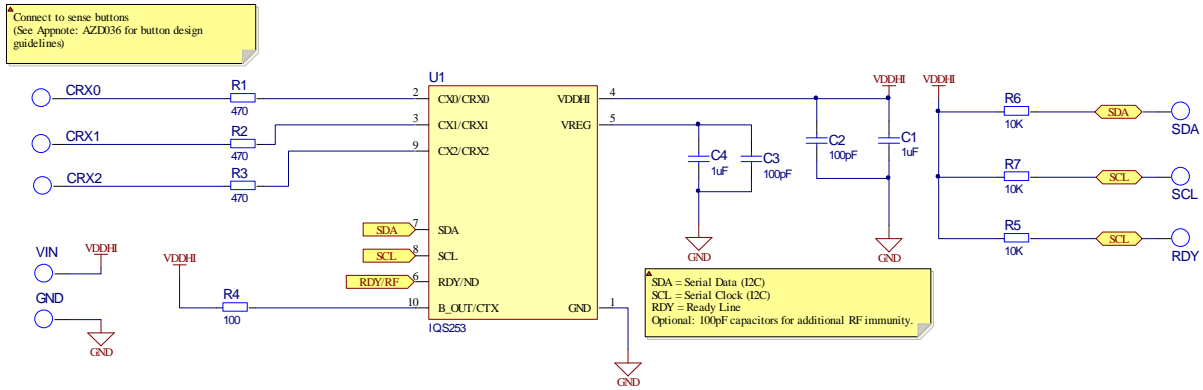 Connect to sense buttons
(See Appnote: AZD036 for button design
guidelines)
CRX0
R1
470
CRX1
R2
470
CRX2
R3
470
VIN
VDDHI
GND
GND
VDDHI
R4
100
U1
2 CX0/CRX0
3 CX1/CRX1
9 CX2/CRX2
SDA 7 SDA
SCL 8 SCL
RDY/RF 6 RDY/ND
10 B_OUT/CTX
VDDHI 4
VREG 5
GND 1
IQS253
GND
C4
1uF
C3
100pF
GND
C2
100pF
VDDHI
C1
1uF
GND
VDDHI
R6
10K
SDA
SDA
R7
10K
SCL
SCL
R5
10K
SCL
RDY
SDA = Serial Data (I2C)
SCL = Serial Clock (I2C)
RDY = Ready Line
Optional: 100pF capacitors for additional RF immunity.